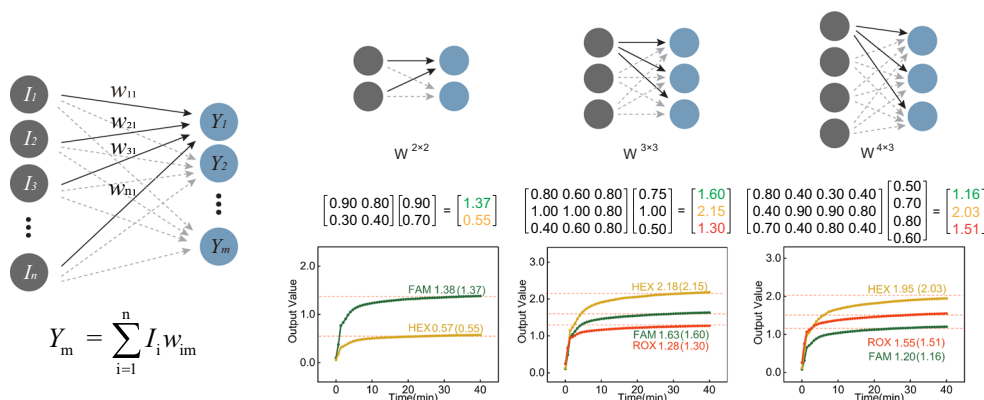 I1
I2
I3
In
w11
w21
w31
wn1
Y1
Y2
Ym
Ym = ∑ n i=1 Ii wim
W 2×2
W 3×3
W 4×3
[0.90 0.80] [0.90] = [1.37]
[0.30 0.40] [0.70] [0.55]
[0.80 0.60 0.80] [0.75] [1.60]
[1.00 1.00 0.80] [1.00] = [2.15]
[0.40 0.60 0.80] [0.50] [1.30]
[0.80 0.40 0.30 0.40] [0.50] [1.16]
[0.40 0.90 0.90 0.80] [0.70] = [2.03]
[0.70 0.40 0.80 0.40] [0.80] [1.51]
[0.60]
Output Value
2.0
1.0
0.0
FAM 1.38 (1.37)
HEX 0.57 (0.55)
0 10 20 30 40
Time(min)
Output Value
3.0
2.0
1.0
0.0
HEX 2.18 (2.15)
FAM 1.63 (1.60)
ROX 1.28 (1.30)
0 10 20 30 40
Time(min)
Output Value
3.0
2.0
1.0
0.0
HEX 1.95 (2.03)
ROX 1.55 (1.51)
FAM 1.20 (1.16)
0 10 20 30 40
Time(min)